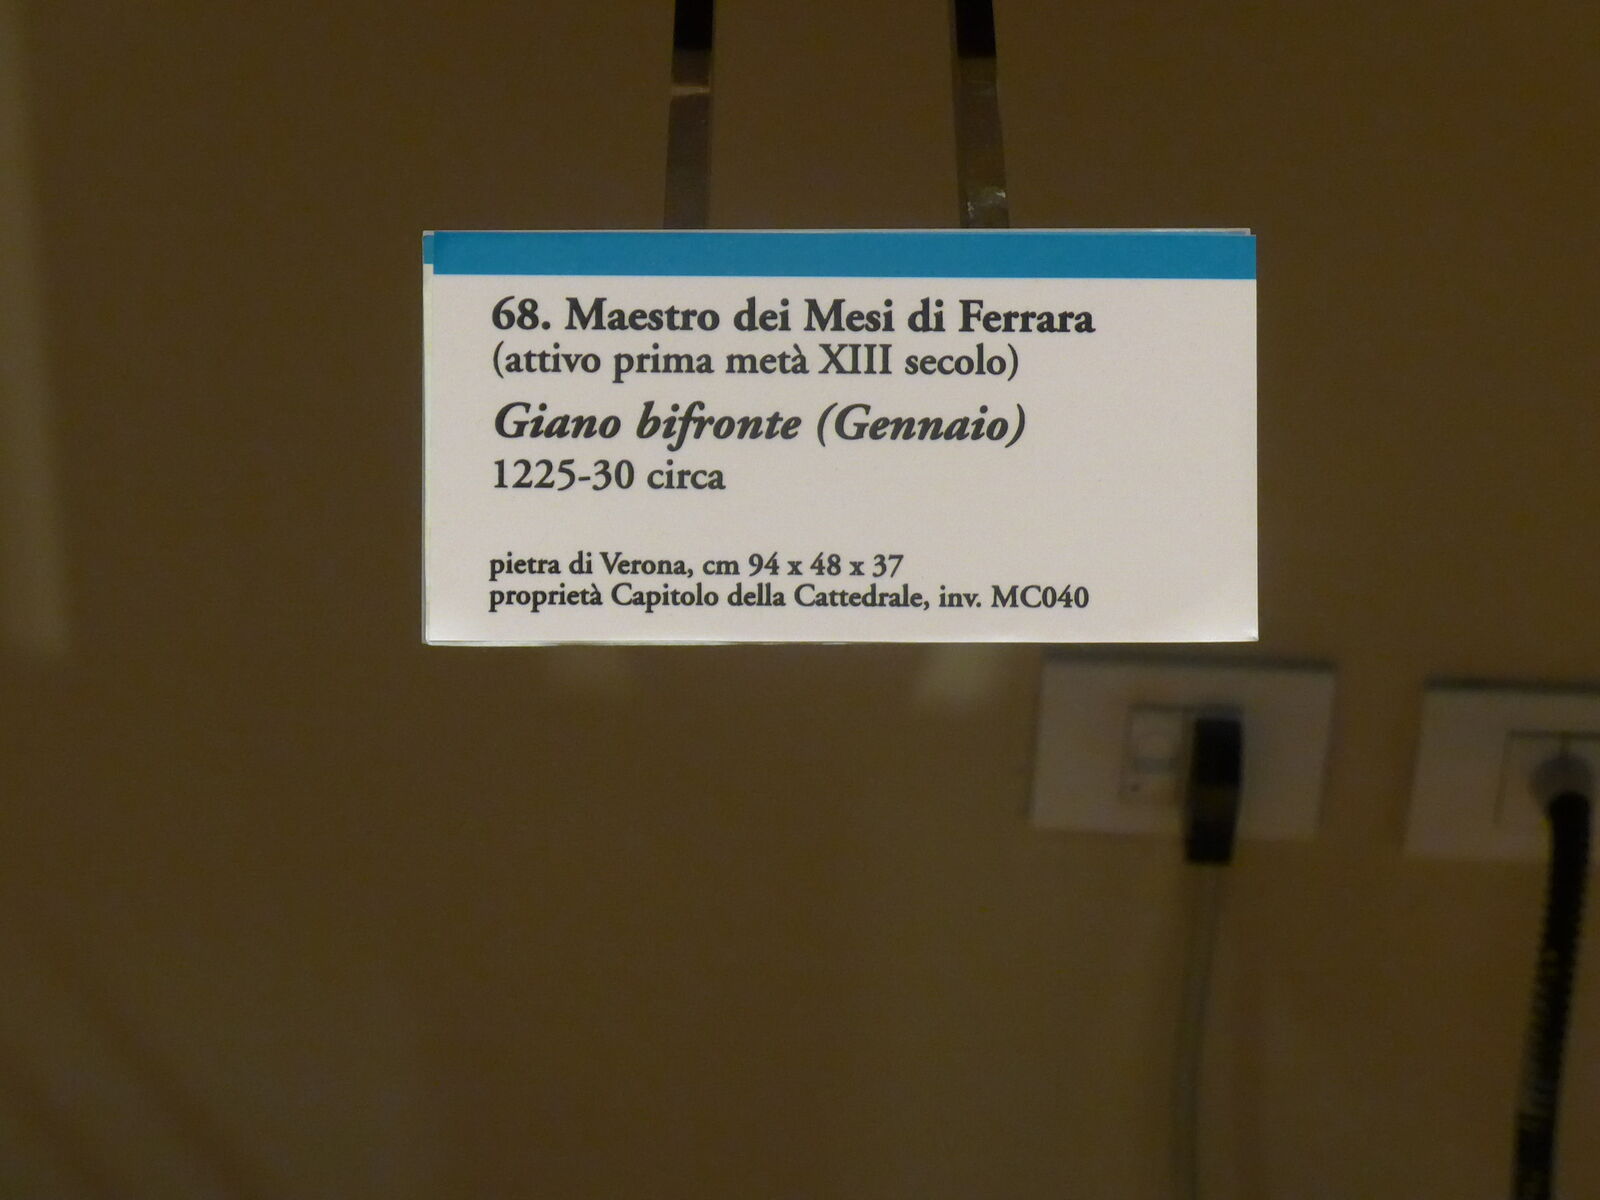 68. Maestro dei Mesi di Ferrara
(attivo prima metà XIII secolo)
Giano bifronte (Gennaio)
1225-30 circa
pietra di Verona, cm 94 x 48 x 37
proprietà Capitolo della Cattedrale, inv. MC040